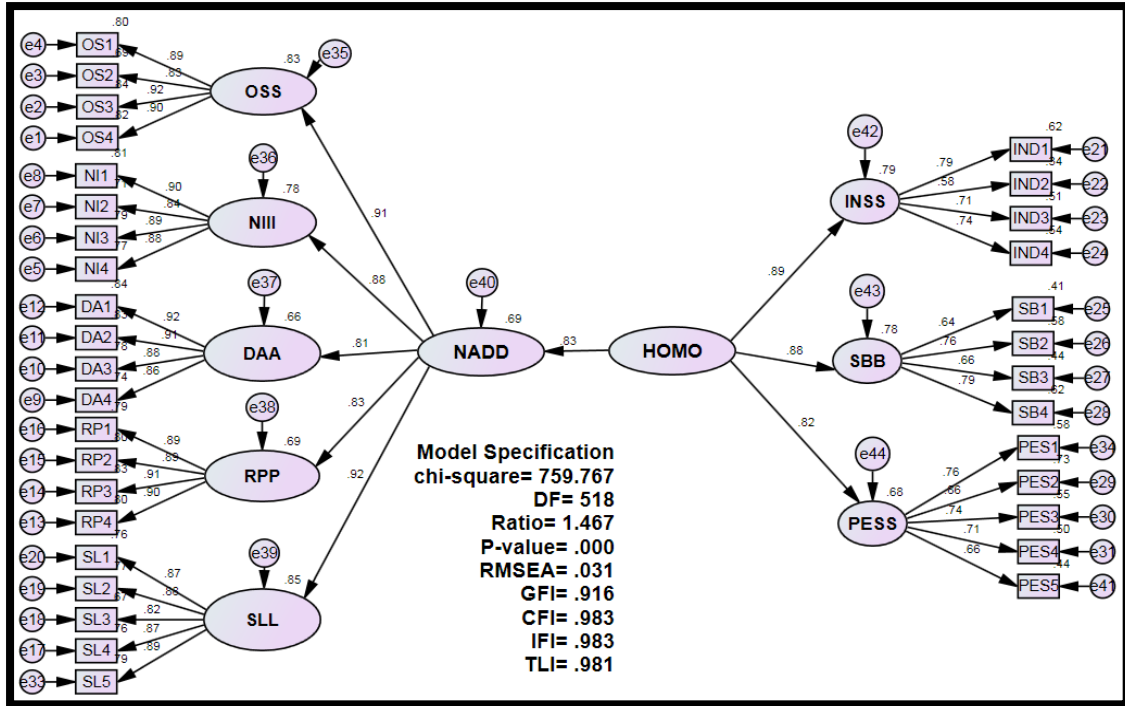 .80
e4 OS1
.89
e3 OS2 .83
e2 OS3 .92
e1 OS4 .90
OSS .83 e35
.81
e8 NI1
.90
e7 NI2 .84
.79
e6 NI3 .89
.77
e5 NI4 .88
NIII .78 e36
.84
e12 DA1 .92
e11 DA2 .91
.78
e10 DA3 .88
.74
e9 DA4 .86
DAA .66 e37
.79
e16 RP1 .89
.80
e15 RP2 .89
.83
e14 RP3 .91
.80
e13 RP4 .90
RPP .69 e38
.76
e20 SL1 .87
e19 SL2 .88
.67
e18 SL3 .82
.76
e17 SL4 .87
.79
e33 SL5 .89
SLL .85 e39
.91
.88
.81
.83
.92
e40
.69
NADD
.83
HOMO
.89
.88
.82
e42
.79
INSS
.62
.79 IND1 e21
.34
.58 IND2 e22
.51
.71 IND3 e23
.54
.74 IND4 e24
e43
.78
SBB
.41
.64 SB1 e25
.58
.76 SB2 e26
.44
.66 SB3 e27
.62
.79 SB4 e28
e44
.68
PESS
.58
.76 PES1 e34
.73
.66 PES2 e29
.55
.74 PES3 e30
.50
.71 PES4 e31
.44
.66 PES5 e41
Model Specification
chi-square= 759.767
DF= 518
Ratio= 1.467
P-value= .000
RMSEA= .031
GFI= .916
CFI= .983
IFI= .983
TLI= .981